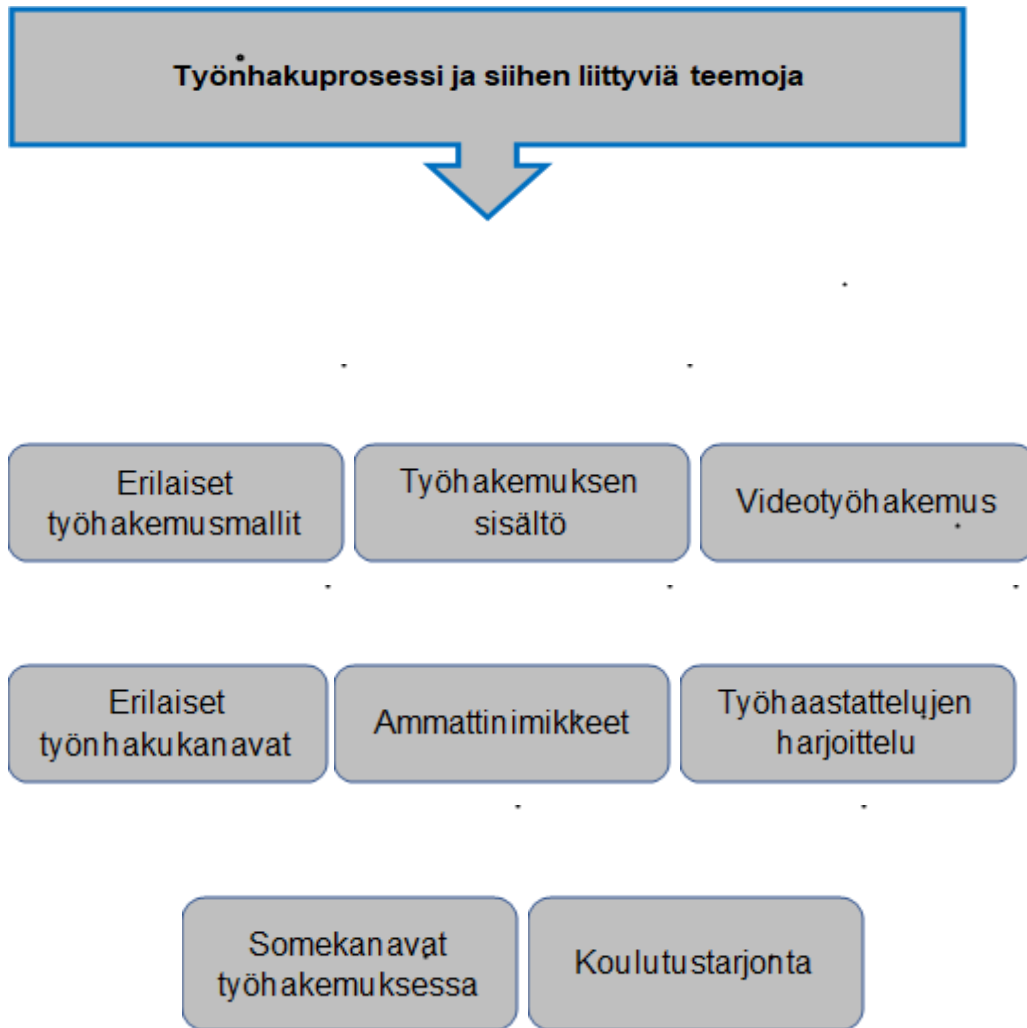 Työnhakuprosessi ja siihen liittyviä teemoja
Erilaiset
työhakemusmallit
Työhakemuksen
sisältö
Videotyöhakemus
Erilaiset
työnhakukanavat
Ammattinimikkeet
Työhaastattelujen
harjoittelu
Somekanavat
työhakemuksessa
Koulutustarjonta